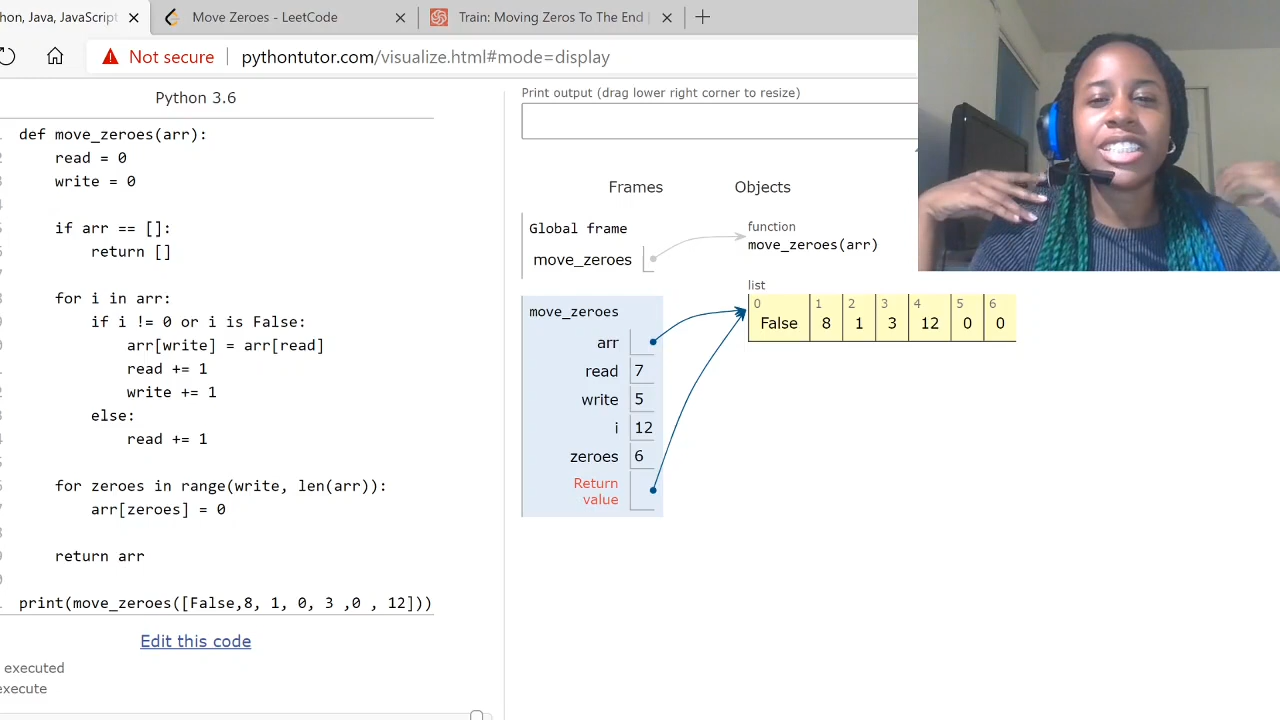 hon, Java, JavaScript
Move Zeroes - LeetCode
Train: Moving Zeros To The End |
Not secure
pythontutor.com/visualize.html#mode=display
Python 3.6
def move_zeroes(arr):
read = 0
write = 0
if arr == []:
return []
for i in arr:
if i != 0 or i is False:
arr[write] = arr[read]
read += 1
write += 1
else:
read += 1
for zeroes in range(write, len(arr)):
arr[zeroes] = 0
return arr
print(move_zeroes([False,8, 1, 0, 3 ,0 , 12]))
Edit this code
executed
execute
Print output (drag lower right corner to resize)
Frames
Objects
Global frame
move_zeroes
function
move_zeroes(arr)
move_zeroes
arr
read 7
write 5
i 12
zeroes 6
Return
value
list
0 1 2 3 4 5 6
False 8 1 3 12 0 0